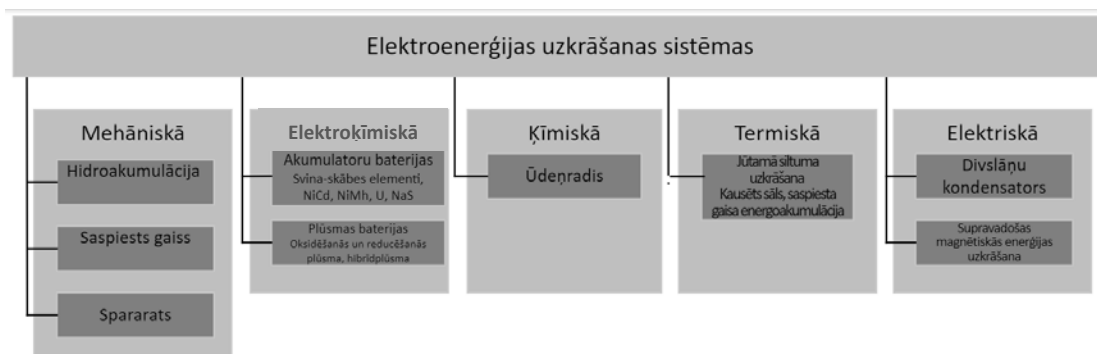 Elektroenerģijas uzkrāšanas sistēmas
Mehāniskā
Hidroakumulācija
Saspiests gaiss
Spararats
Elektroķīmiskā
Akumulatoru baterijas
Svina-skābes elementi,
NiCd, NiMh, U, NaS
Plūsmas baterijas
Oksidēšanās un reducēšanās
plūsma, hibrīdplūsma
Ķīmiskā
Ūdeņradis
Termiskā
Jūtamā siltuma
uzkrāšana
Kausēts sāls, saspiesta
gaisa energoakumulācija
Elektriskā
Divslāņu
kondensators
Supravadošas
magnētiskās enerģijas
uzkrāšana